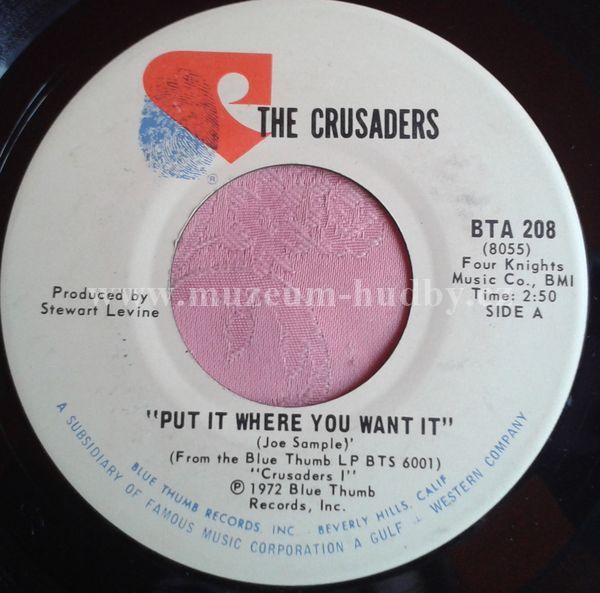 THE CRUSADERS
®
BTA 208
(8055)
Four Knights
Music Co., BMI
Time: 2:50
SIDE A
Produced by
Stewart Levine
www.muzeum-hudby.cz
"PUT IT WHERE YOU WANT IT"
(Joe Sample)'
(From the Blue Thumb LP BTS 6001)
"Crusaders I"
℗ 1972 Blue Thumb
Records, Inc.
BLUE THUMB RECORDS, INC. BEVERLY HILLS, CALIF
A SUBSIDIARY OF FAMOUS MUSIC CORPORATION A GULF + WESTERN COMPANY